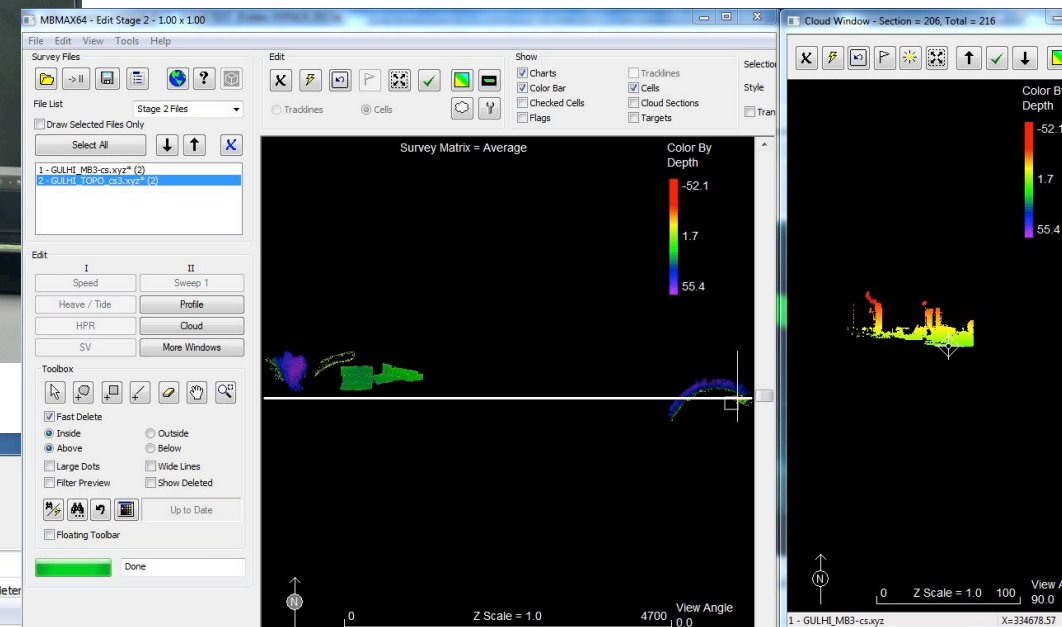 MBMAX64 - Edit Stage 2 - 1.00 x 1.00
File Edit View Tools Help
Survey Files
-> II
?
File List
Stage 2 Files
Draw Selected Files Only
Select All
X
1 - GULHI_MB3-cs.xyz* (2)
2 - GULHI_TOPO_cs3.xyz* (2)
Edit
I II
Speed Sweep 1
Heave / Tide Profile
HPR Cloud
SV More Windows
Toolbox
Fast Delete
Inside Outside
Above Below
Large Dots Wide Lines
Filter Preview Show Deleted
Up to Date
Floating Toolbar
Done
Edit
X
Tracklines Cells
Show
Charts Tracklines
Color Bar Cells
Checked Cells Cloud Sections
Flags Targets
Style
Survey Matrix = Average
Color By
Depth
-52.1
1.7
55.4
N
0 Z Scale = 1.0 4700
View Angle
0.0
Cloud Window - Section = 206, Total = 216
X
Depth
1.7
55.4
N
0 Z Scale = 1.0 100
90.0
1 - GULHI_MB3-cs.xyz X=334678.57